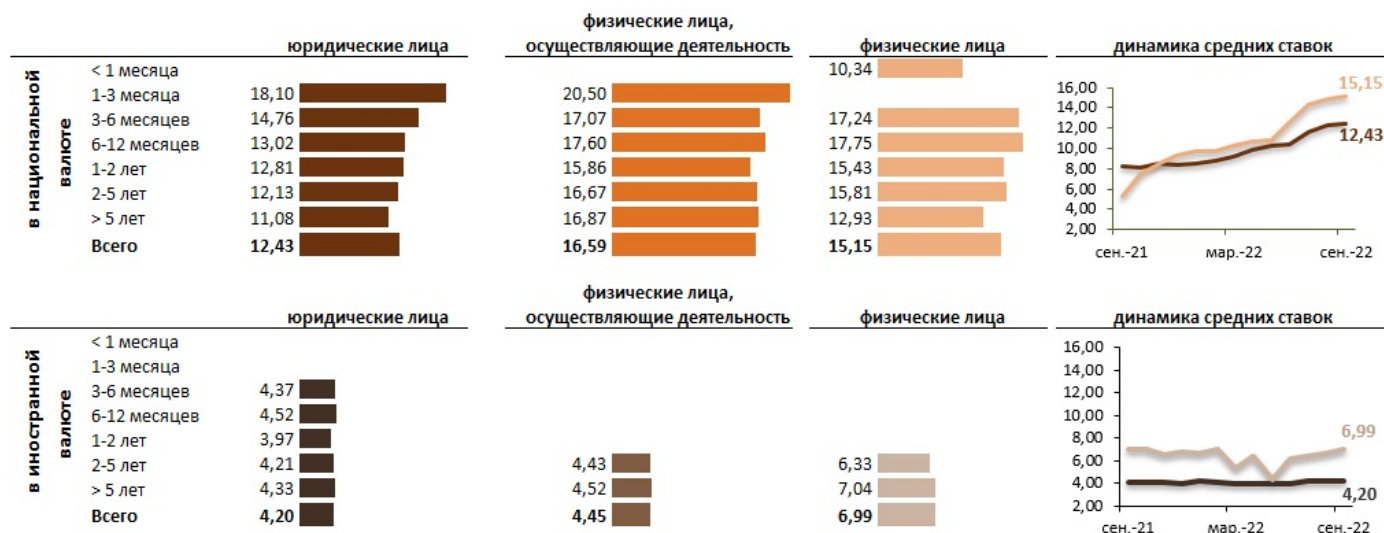 физические лица,
юридические лица осуществляющие деятельность физические лица динамика средних ставок
в национальной валюте
< 1 месяца 10,34
1-3 месяца 18,10 20,50
3-6 месяцев 14,76 17,07 17,24
6-12 месяцев 13,02 17,60 17,75
1-2 лет 12,81 15,86 15,43
2-5 лет 12,13 16,67 15,81
> 5 лет 11,08 16,87 12,93
Всего 12,43 16,59 15,15
16,00
14,00
12,00
10,00
8,00
6,00
4,00
2,00
15,15
12,43
сен.-21 мар.-22 сен.-22
физические лица,
юридические лица осуществляющие деятельность физические лица динамика средних ставок
в иностранной валюте
< 1 месяца
1-3 месяца
3-6 месяцев 4,37
6-12 месяцев 4,52
1-2 лет 3,97
2-5 лет 4,21 4,43 6,33
> 5 лет 4,33 4,52 7,04
Всего 4,20 4,45 6,99
16,00
14,00
12,00
10,00
8,00
6,00
4,00
2,00
6,99
4,20
сен.-21 мар.-22 сен.-22